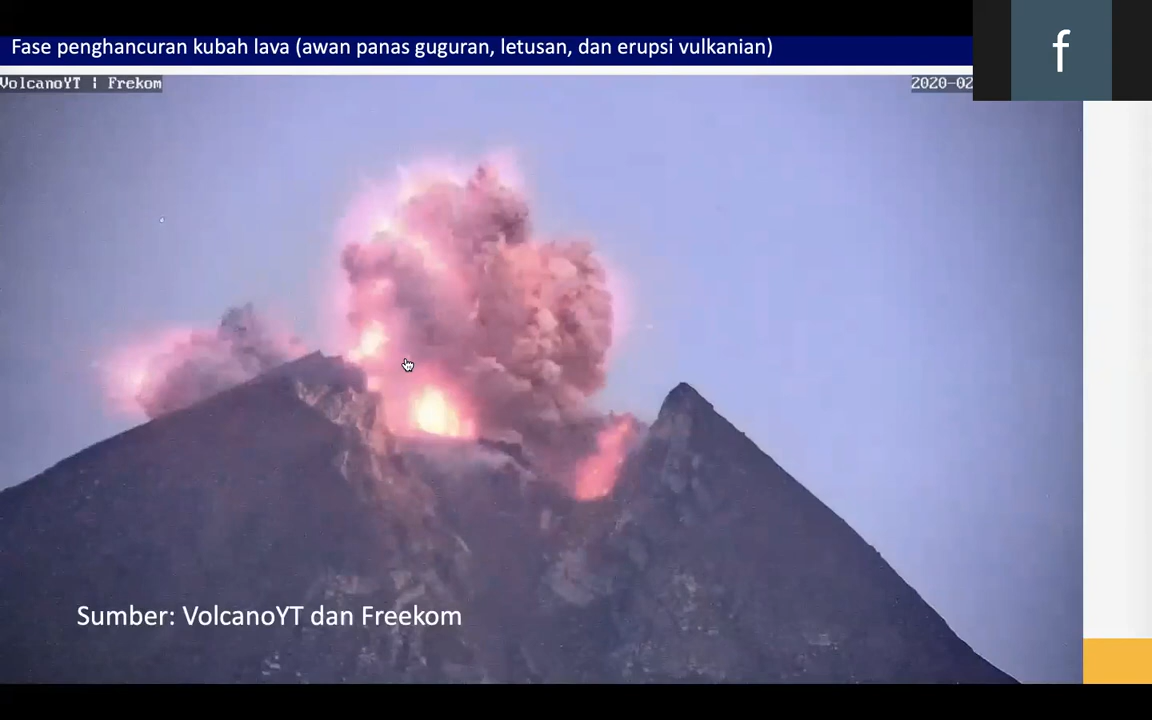 Fase penghancuran kubah lava (awan panas guguran, letusan, dan erupsi vulkanian)
f
VolcanoYT ¦ Frekom
2020-02
Sumber: VolcanoYT dan Freekom